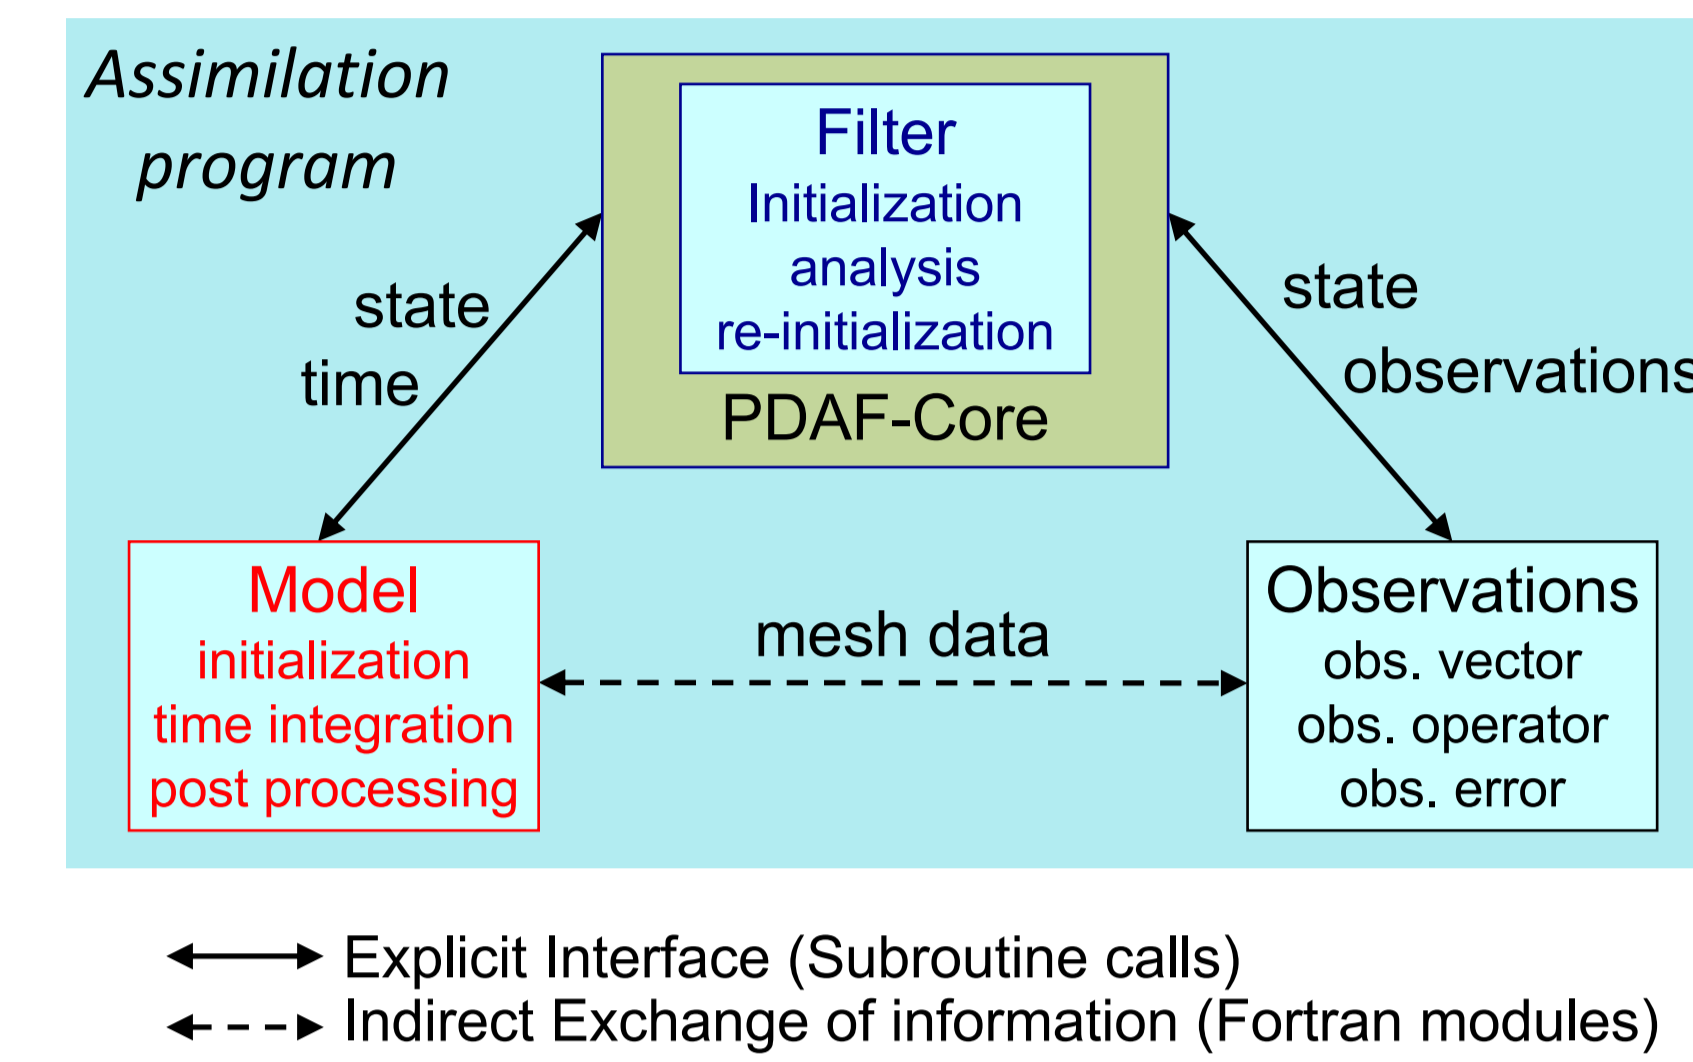 Assimilation
program
Filter
Initialization
analysis
re-initialization
PDAF-Core
state
time
state
observations
Model
initialization
time integration
post processing
mesh data
Observations
obs. vector
obs. operator
obs. error
Explicit Interface (Subroutine calls)
Indirect Exchange of information (Fortran modules)